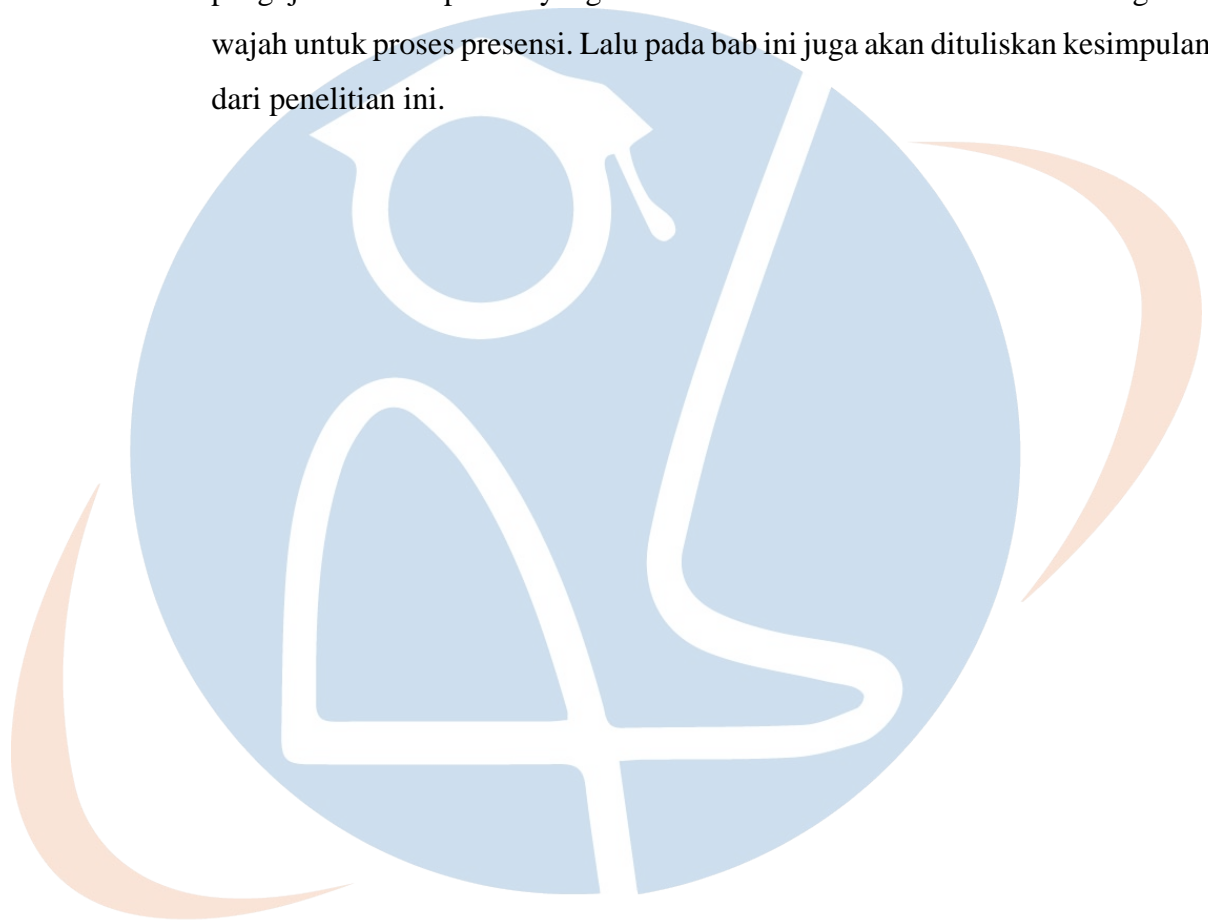 wajah untuk proses presensi. Lalu pada bab ini juga akan dituliskan kesimpulan
dari penelitian ini.